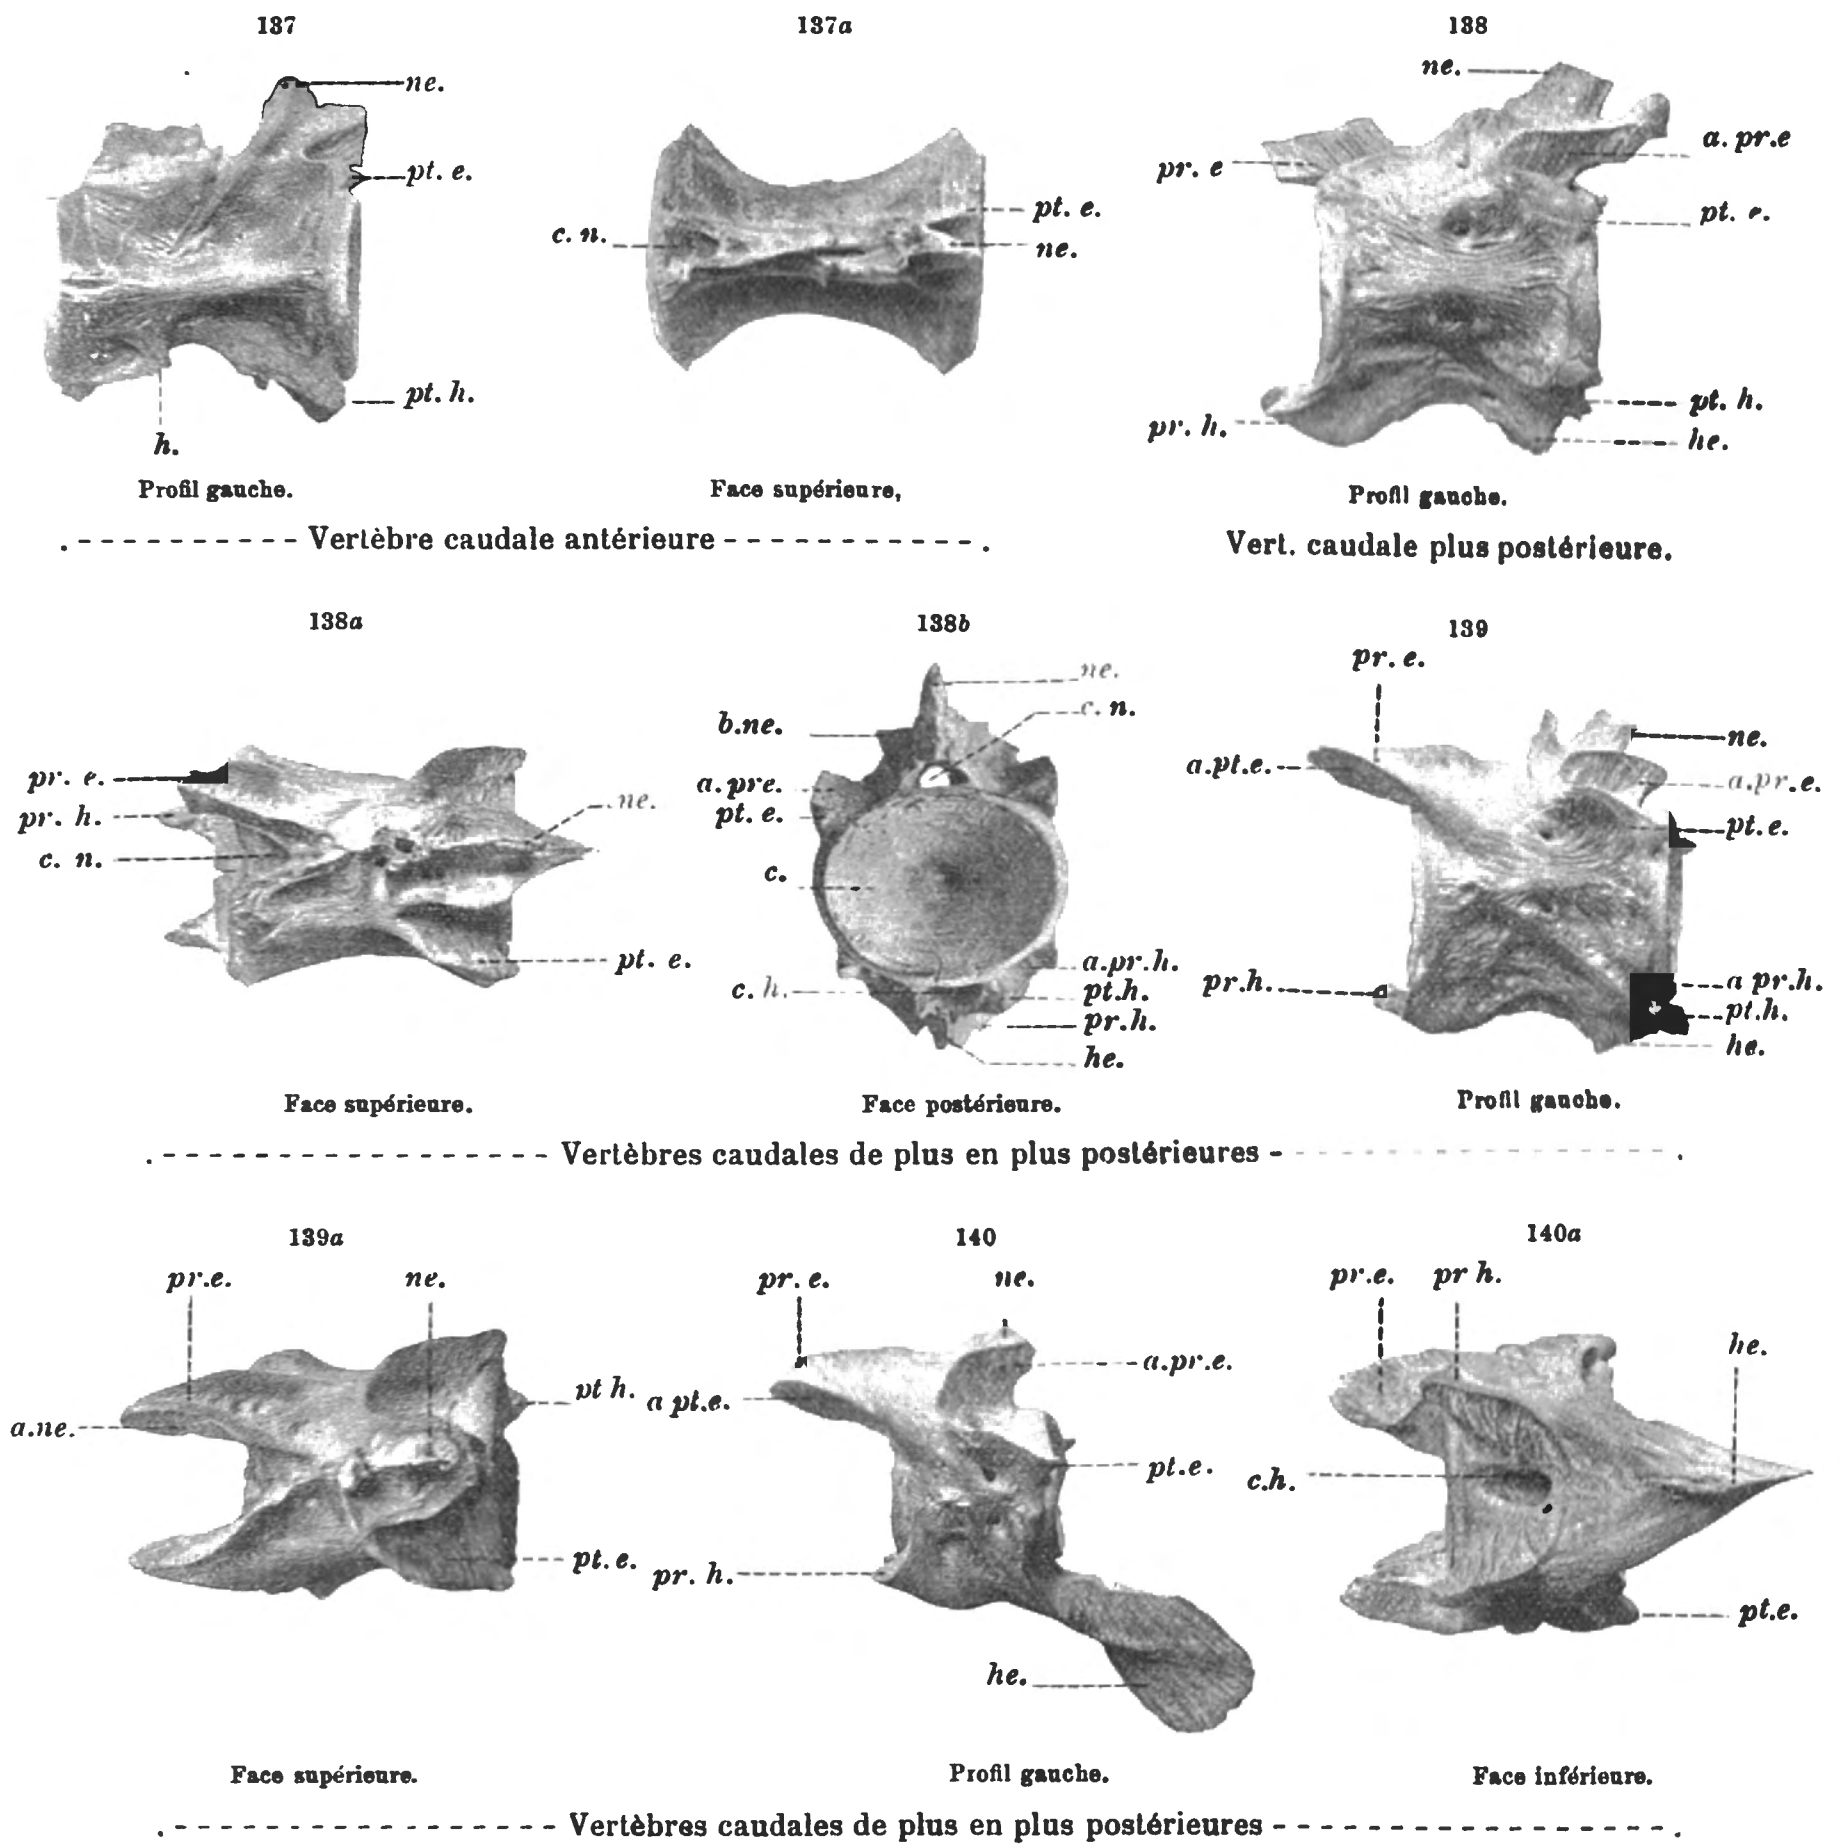 137
137a
138
ne.
pt. e.
h.
pt. h.
c. n.
pt. e.
ne.
ne.
pr. e
a. pr.e
pt. e.
pr. h.
pt. h.
he.
Profil gauche.
Face supérieure,
Profil gauche.
Vertèbre caudale antérieure
Vert. caudale plus postérieure.
138a
138b
139
pr. e.
pr. h.
c. n.
ne.
pt. e.
ne.
c. n.
b.ne.
a. pre.
pt. e.
c.
c. h.
a.pr.h.
pt.h.
pr.h.
he.
pr. e.
a.pt.e.
ne.
a.pr.e.
pt.e.
pr.h.
a pr.h.
pt.h.
he.
Face supérieure.
Face postérieure.
Profil gauche.
Vertèbres caudales de plus en plus postérieures
139a
140
140a
pr.e.
ne.
a.ne.
pt h.
pt. e.
pr. e.
ne.
a pt.e.
a.pr.e.
pt.e.
pr. h.
he.
pr.e.
pr h.
he.
c.h.
pt.e.
Face supérieure.
Profil gauche.
Face inférieure.
Vertèbres caudales de plus en plus postérieures